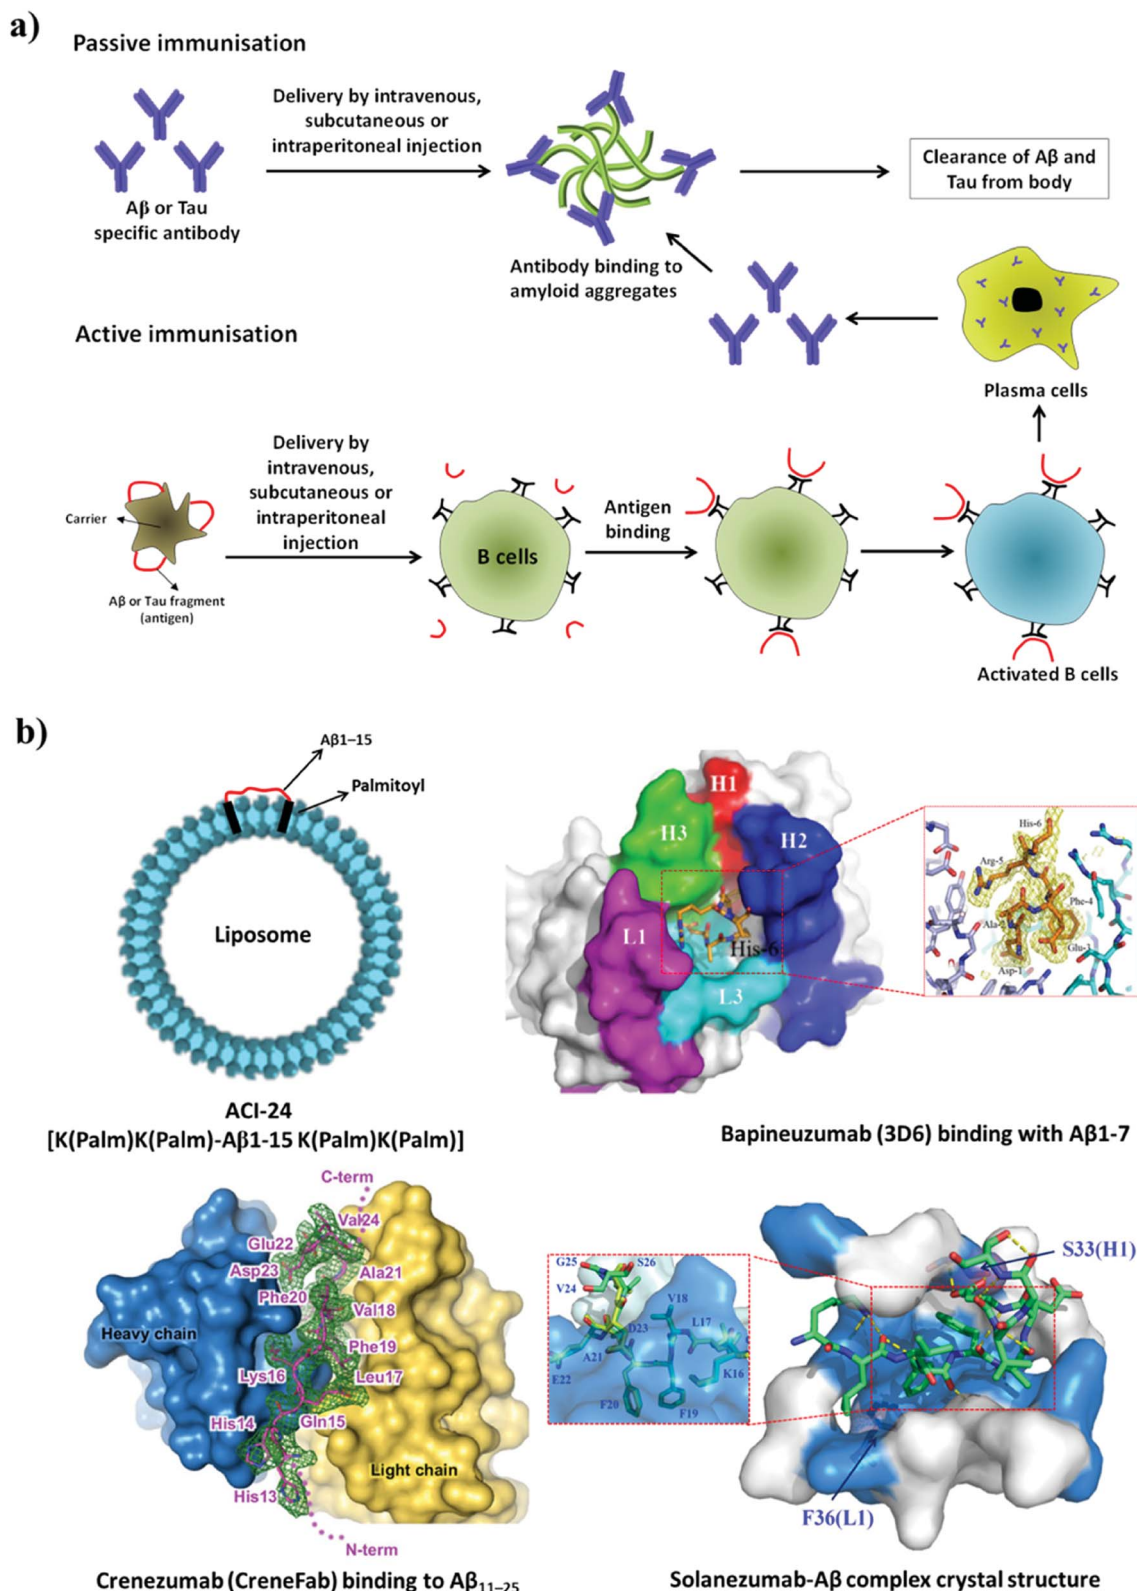 a)
Passive immunisation
Delivery by intravenous,
subcutaneous or
intraperitoneal injection
Aβ or Tau
specific antibody
Antibody binding to
amyloid aggregates
Clearance of Aβ and
Tau from body
Active immunisation
Plasma cells
Delivery by
intravenous,
subcutaneous or
intraperitoneal
injection
Carrier
Aβ or Tau fragment
(antigen)
B cells
Antigen
binding
Activated B cells
b)
Aβ1–15
Palmitoyl
Liposome
ACI-24
[K(Palm)K(Palm)-Aβ1-15 K(Palm)K(Palm)]
H1
H3
H2
L1
His-6
L3
His-6
Arg-5
Phe-4
Ala-2
Glu-3
Asp-1
Bapineuzumab (3D6) binding with Aβ1-7
C-term
Val24
Glu22
Asp23
Ala21
Phe20
Val18
Heavy chain
Phe19
Lys16
Leu17
His14
Gln15
Light chain
His13
N-term
Crenezumab (CreneFab) binding to Aβ₁₁₋₂₅
G25
S26
V24
V18
D23
L17
A21
E22
K16
F20
F19
S33(H1)
F36(L1)
Solanezumab-Aβ complex crystal structure